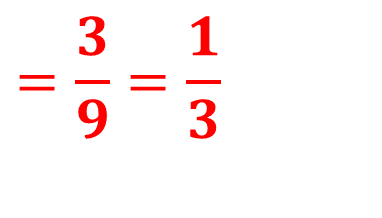 = 3/9 = 1/3